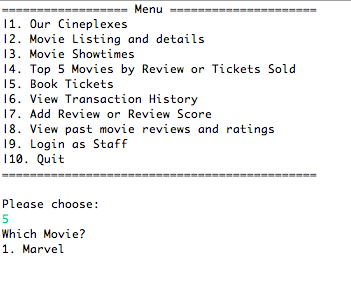 ================== Menu =====================
|1. Our Cineplexes
|2. Movie Listing and details
|3. Movie Showtimes
|4. Top 5 Movies by Review or Tickets Sold
|5. Book Tickets
|6. View Transaction History
|7. Add Review or Review Score
|8. View past movie reviews and ratings
|9. Login as Staff
|10. Quit
=============================================
Please choose:
5
Which Movie?
1. Marvel